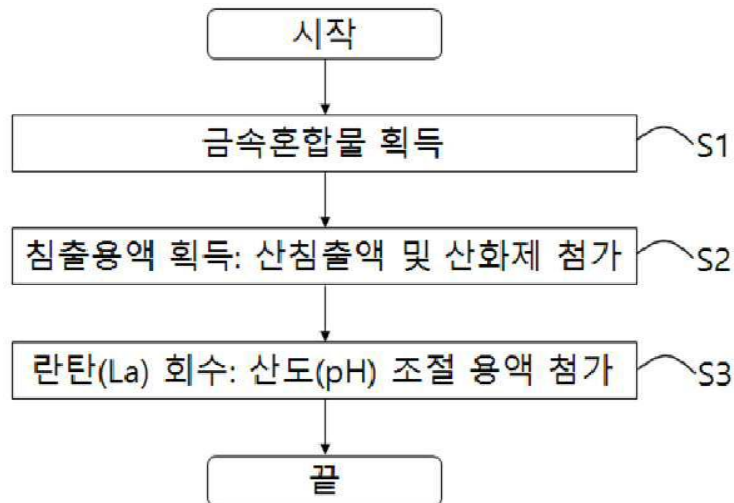 시작
금속혼합물 획득
S1
침출용액 획득: 산침출액 및 산화제 첨가
S2
란탄(La) 회수: 산도(pH) 조절 용액 첨가
S3
끝